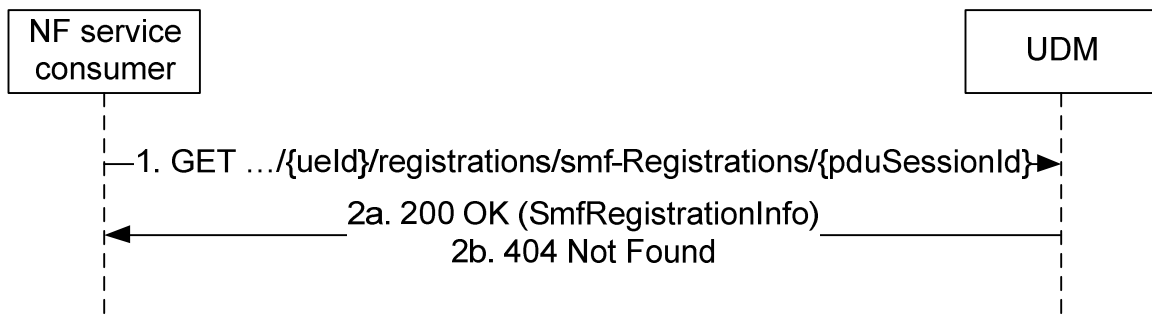 NF service
consumer
UDM
1. GET …/{ueId}/registrations/smf-Registrations/{pduSessionId}
2a. 200 OK (SmfRegistrationInfo)
2b. 404 Not Found